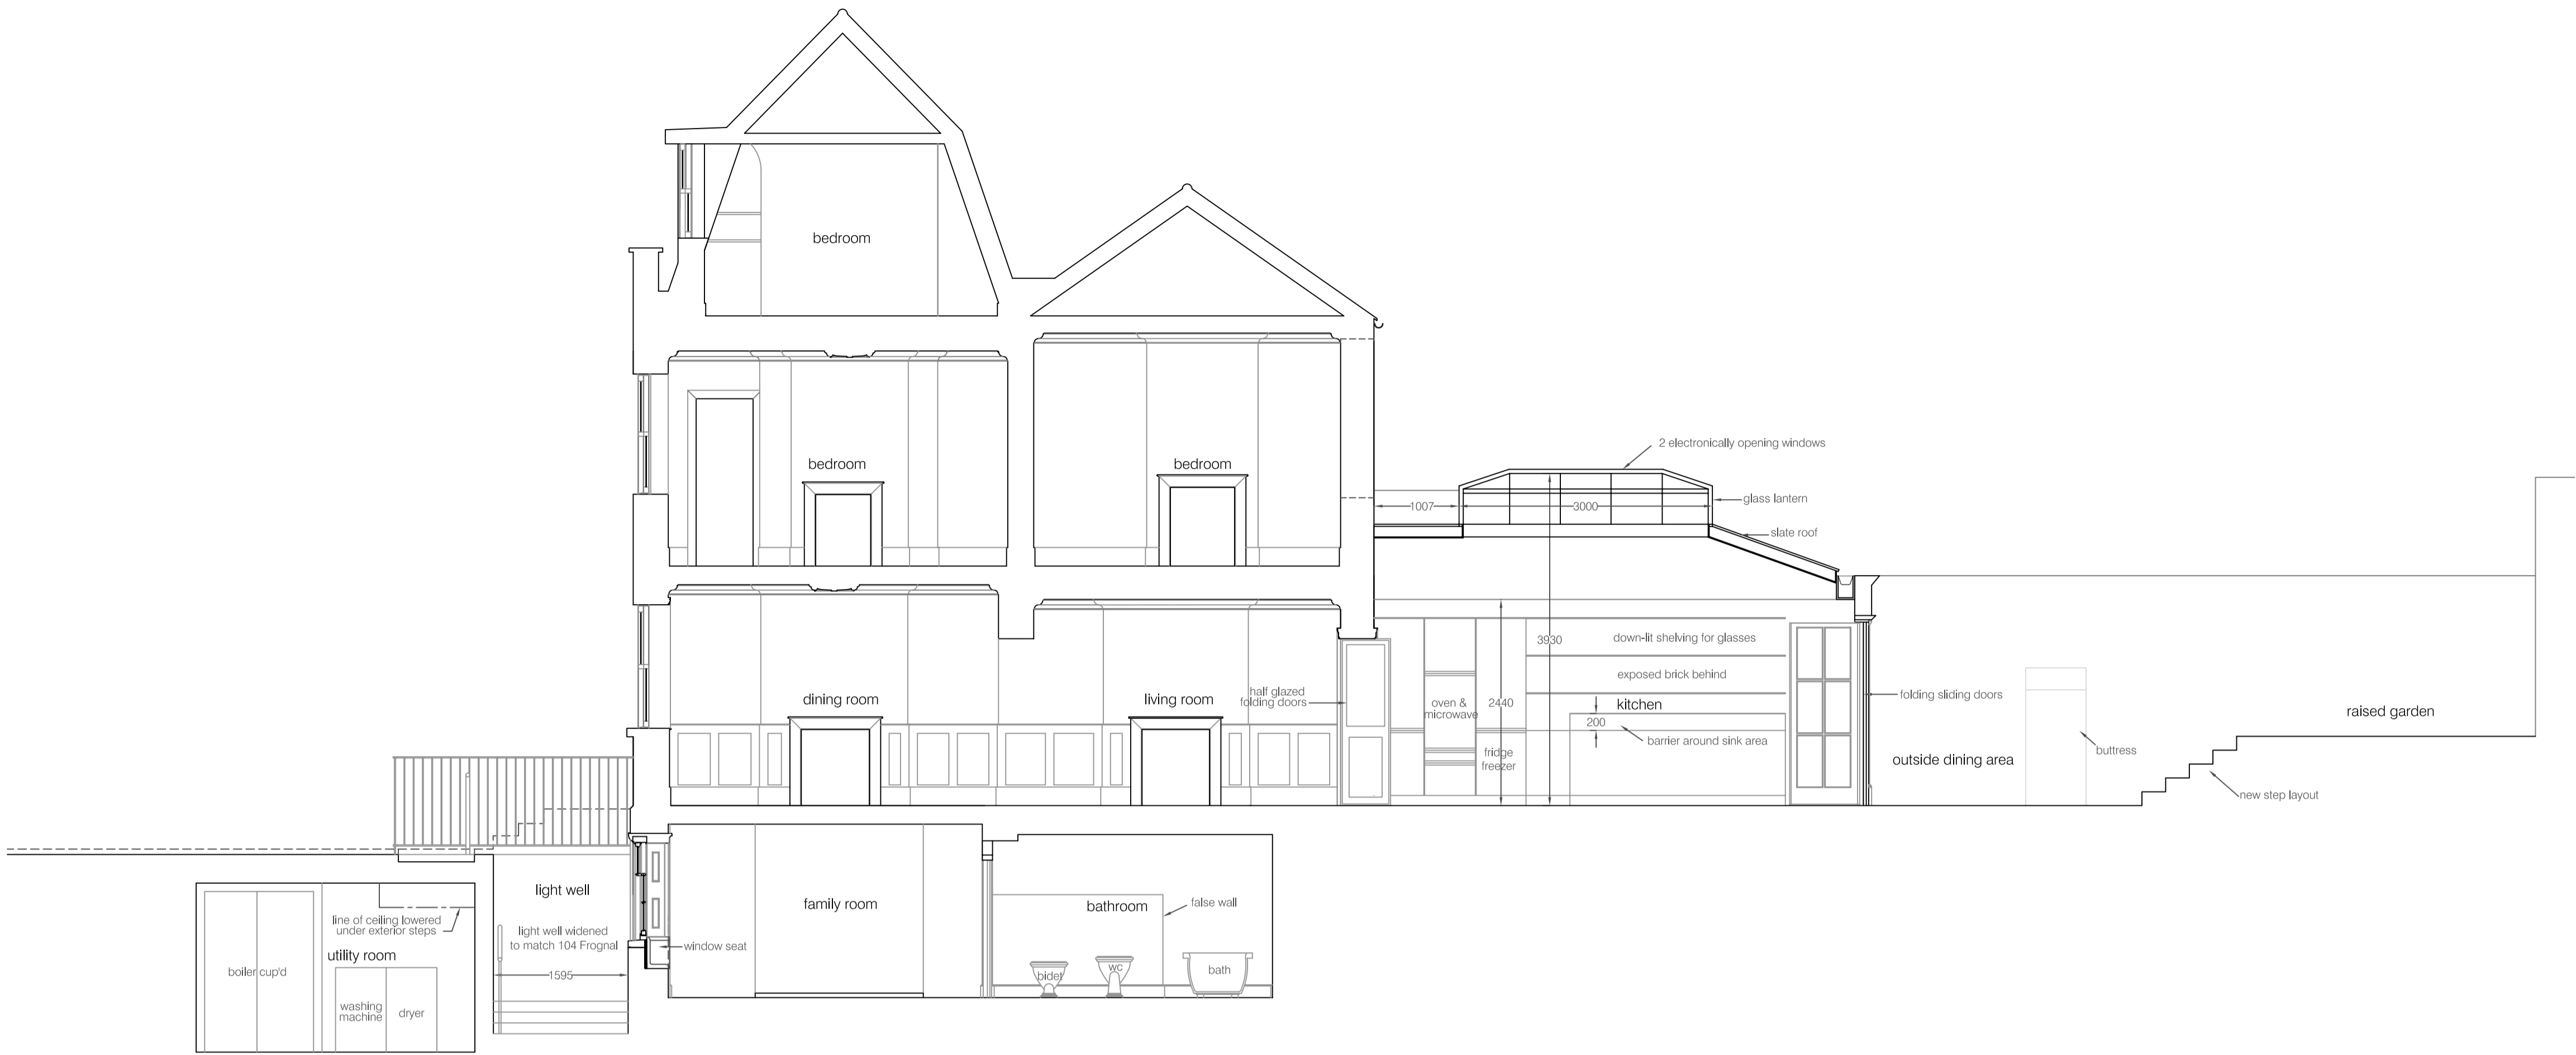 bedroom
2 electronically opening windows
bedroom
bedroom
glass lantern
1007
3000
slate roof
3930
down-lit shelving for glasses
exposed brick behind
dining room
living room
half glazed
folding doors
oven &
microwave
2440
kitchen
200
barrier around sink area
fridge
freezer
folding sliding doors
raised garden
outside dining area
buttress
new step layout
light well
family room
bathroom
false wall
line of ceiling lowered
under exterior steps
light well widened
to match 104 Frognal
window seat
utility room
boiler cup'd
1595
bidet
wc
bath
washing
machine
dryer